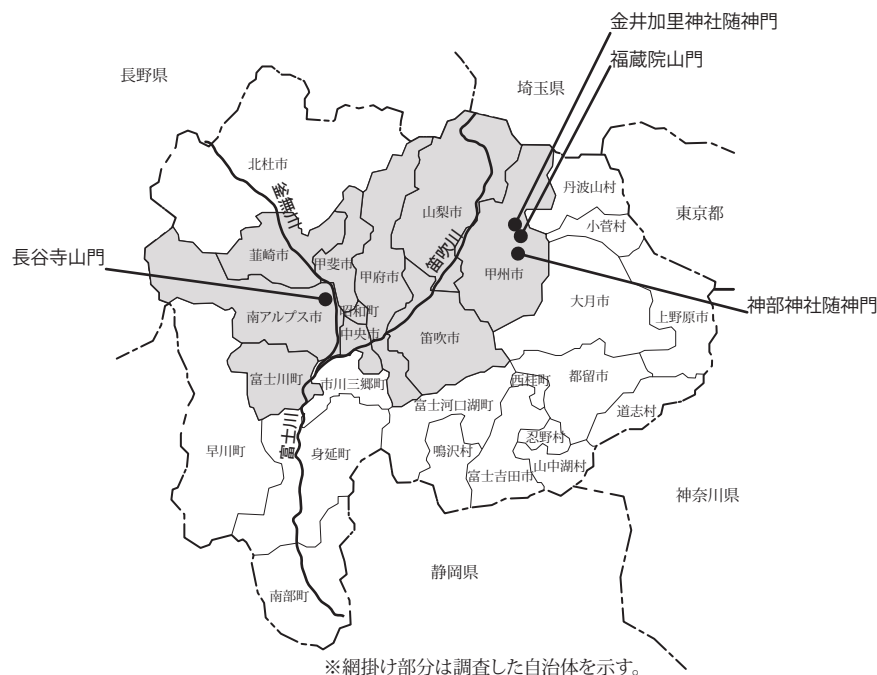 金井加里神社随神門
福蔵院山門
長野県
埼玉県
北杜市
丹波山村
釜無川
山梨市
小菅村
東京都
長谷寺山門
韮崎市
甲斐市
笛吹川
甲府市
甲州市
大月市
神部神社随神門
南アルプス市
昭和町
上野原市
中央市
笛吹市
富士川町
市川三郷町
西桂町
都留市
富士河口湖町
道志村
富士川
早川町
身延町
鳴沢村
忍野村
富士吉田市
山中湖村
神奈川県
静岡県
南部町
※網掛け部分は調査した自治体を示す。